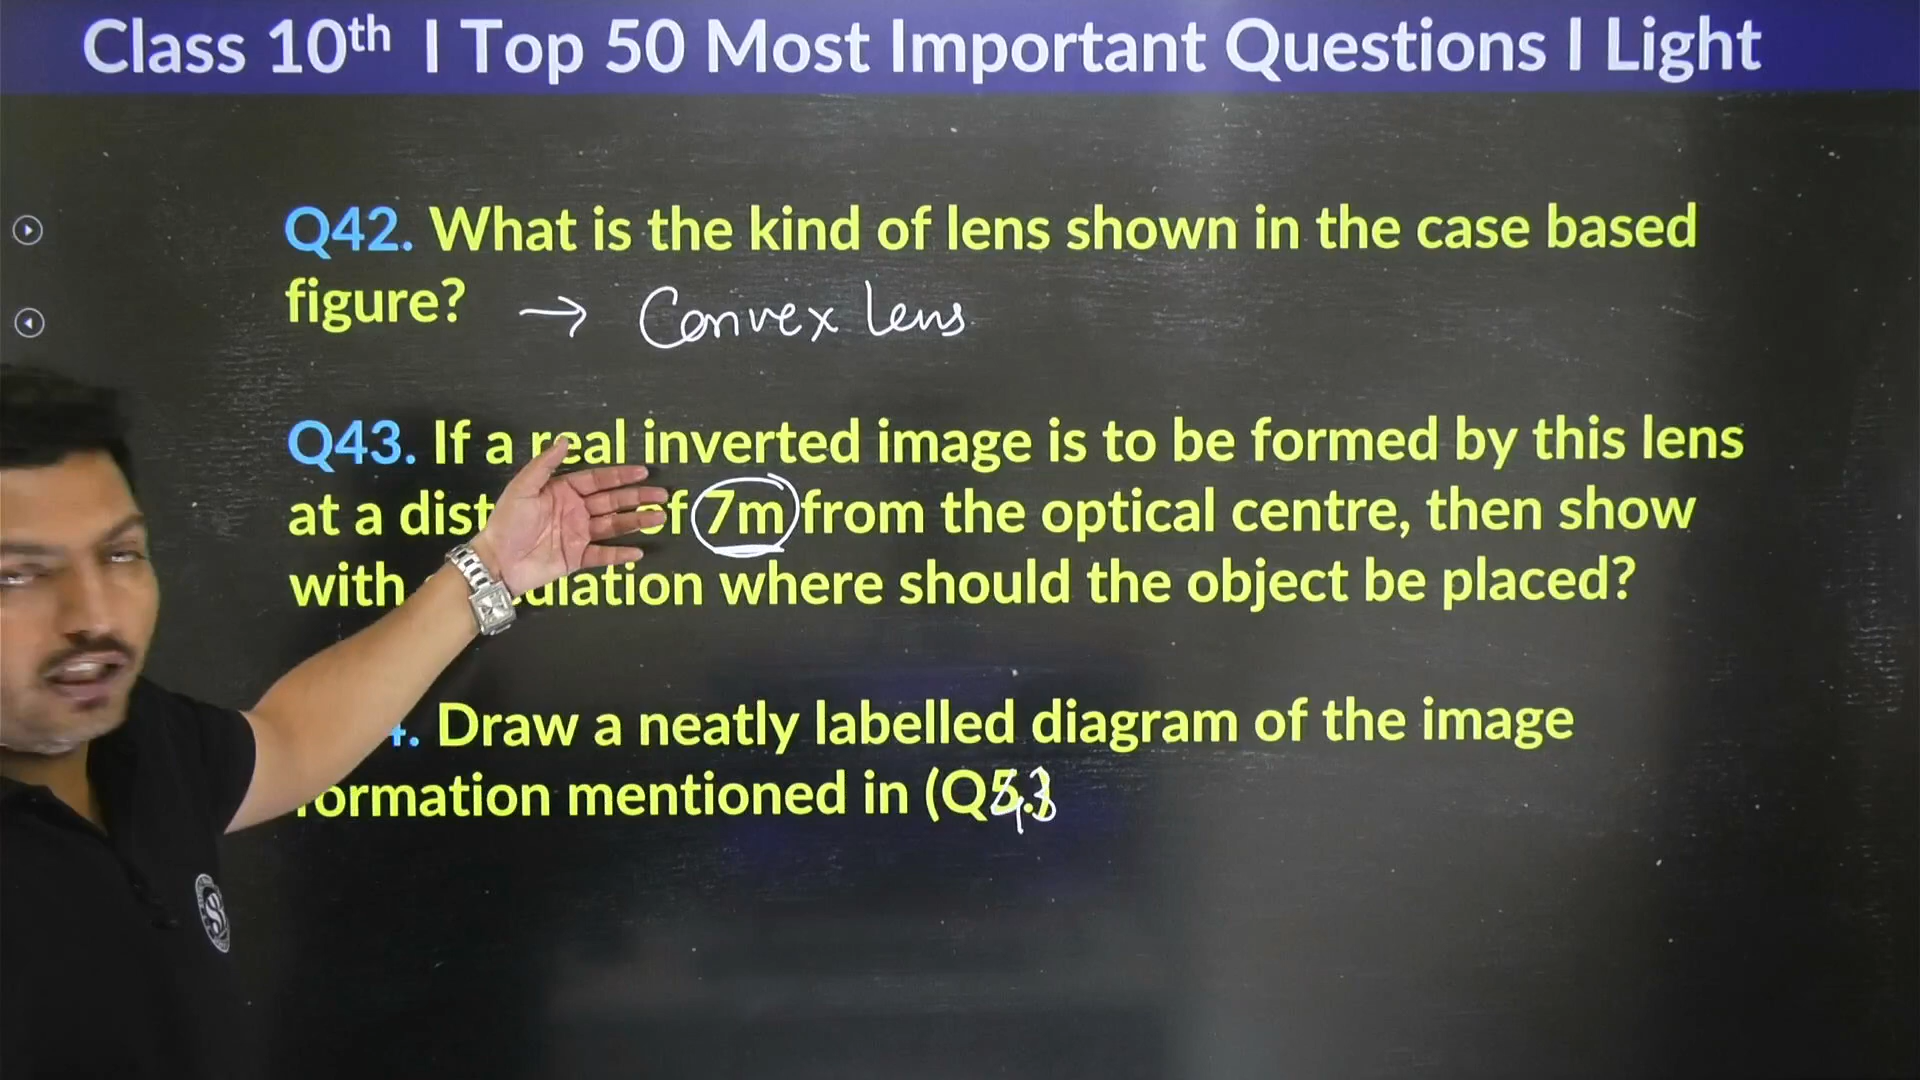 Class 10th I Top 50 Most Important Questions I Light
Q42. What is the kind of lens shown in the case based
figure? → Convex lens
Q43. If a real inverted image is to be formed by this lens
at a of 7m from the optical centre, then show
with where should the object be placed?
4. Draw a neatly labelled diagram of the image
formation mentioned in (Q43